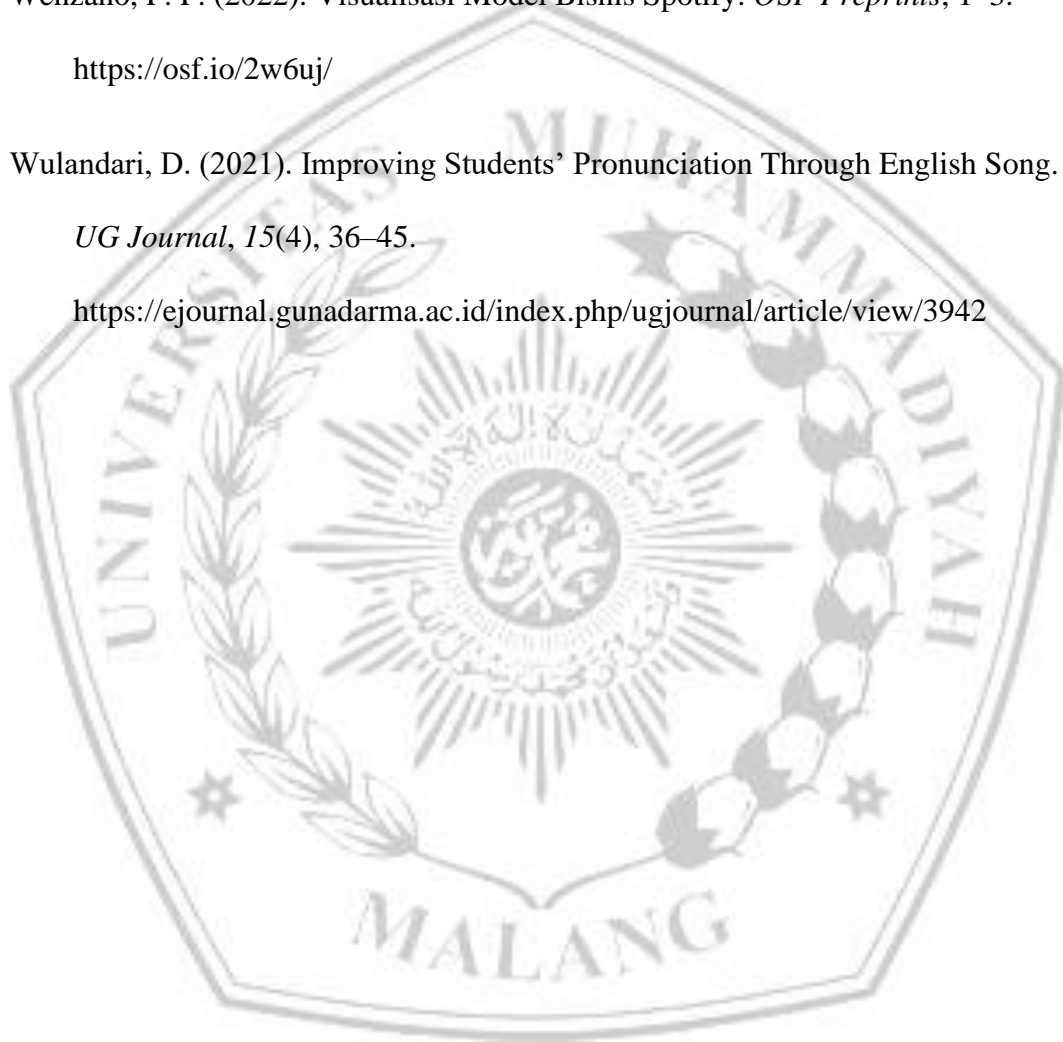 (2022). Visualisasi Model Bisnis Spotify. OSF Preprints,
https://osf.io/2w6uj/
Wulandari, D. (2021). Improving Students’ Pronunciation Through English Song.
UG Journal, 15(4), 36–45.
https://ejournal.gunadarma.ac.id/index.php/ugjournal/article/view/3942
UNIVERSITAS
MUHAMMADIYAH
MALANG